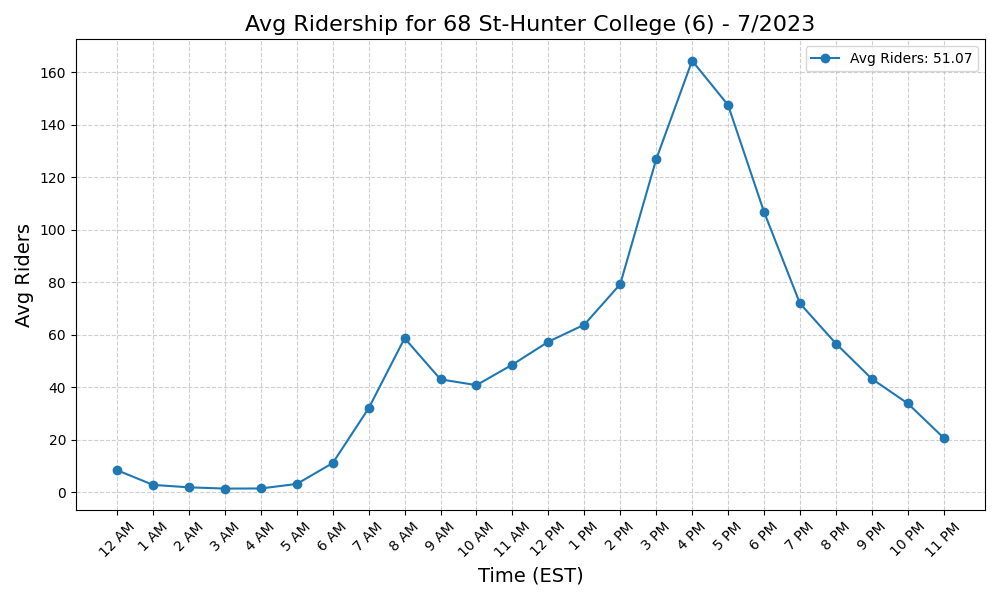 Avg Ridership for 68 St-Hunter College (6) - 7/2023
Avg Riders: 51.07
Avg Riders
160
140
120
100
80
60
40
20
0
12 AM
1 AM
2 AM
3 AM
4 AM
5 AM
6 AM
7 AM
8 AM
9 AM
10 AM
11 AM
12 PM
1 PM
2 PM
3 PM
4 PM
5 PM
6 PM
7 PM
8 PM
9 PM
10 PM
11 PM
Time (EST)